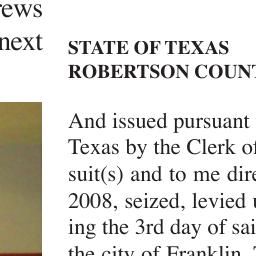 rews
next
STATE OF TEXAS
ROBERTSON COUNT
And issued pursuant
Texas by the Clerk of
suit(s) and to me dire
2008, seized, levied u
ing the 3rd day of sai
the city of Franklin, T